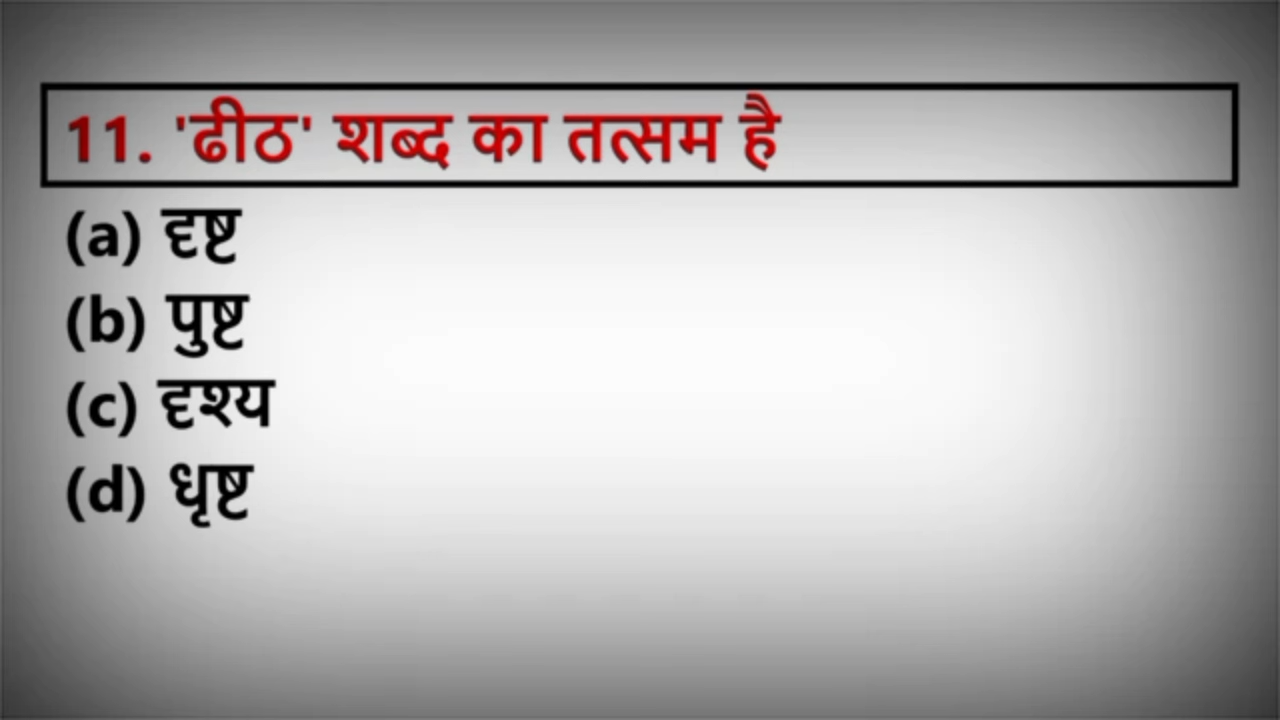 11. 'ढीठ' शब्द का तत्सम है
(a) दृष्ट
(b) पुष्ट
(c) दृश्य
(d) धृष्ट